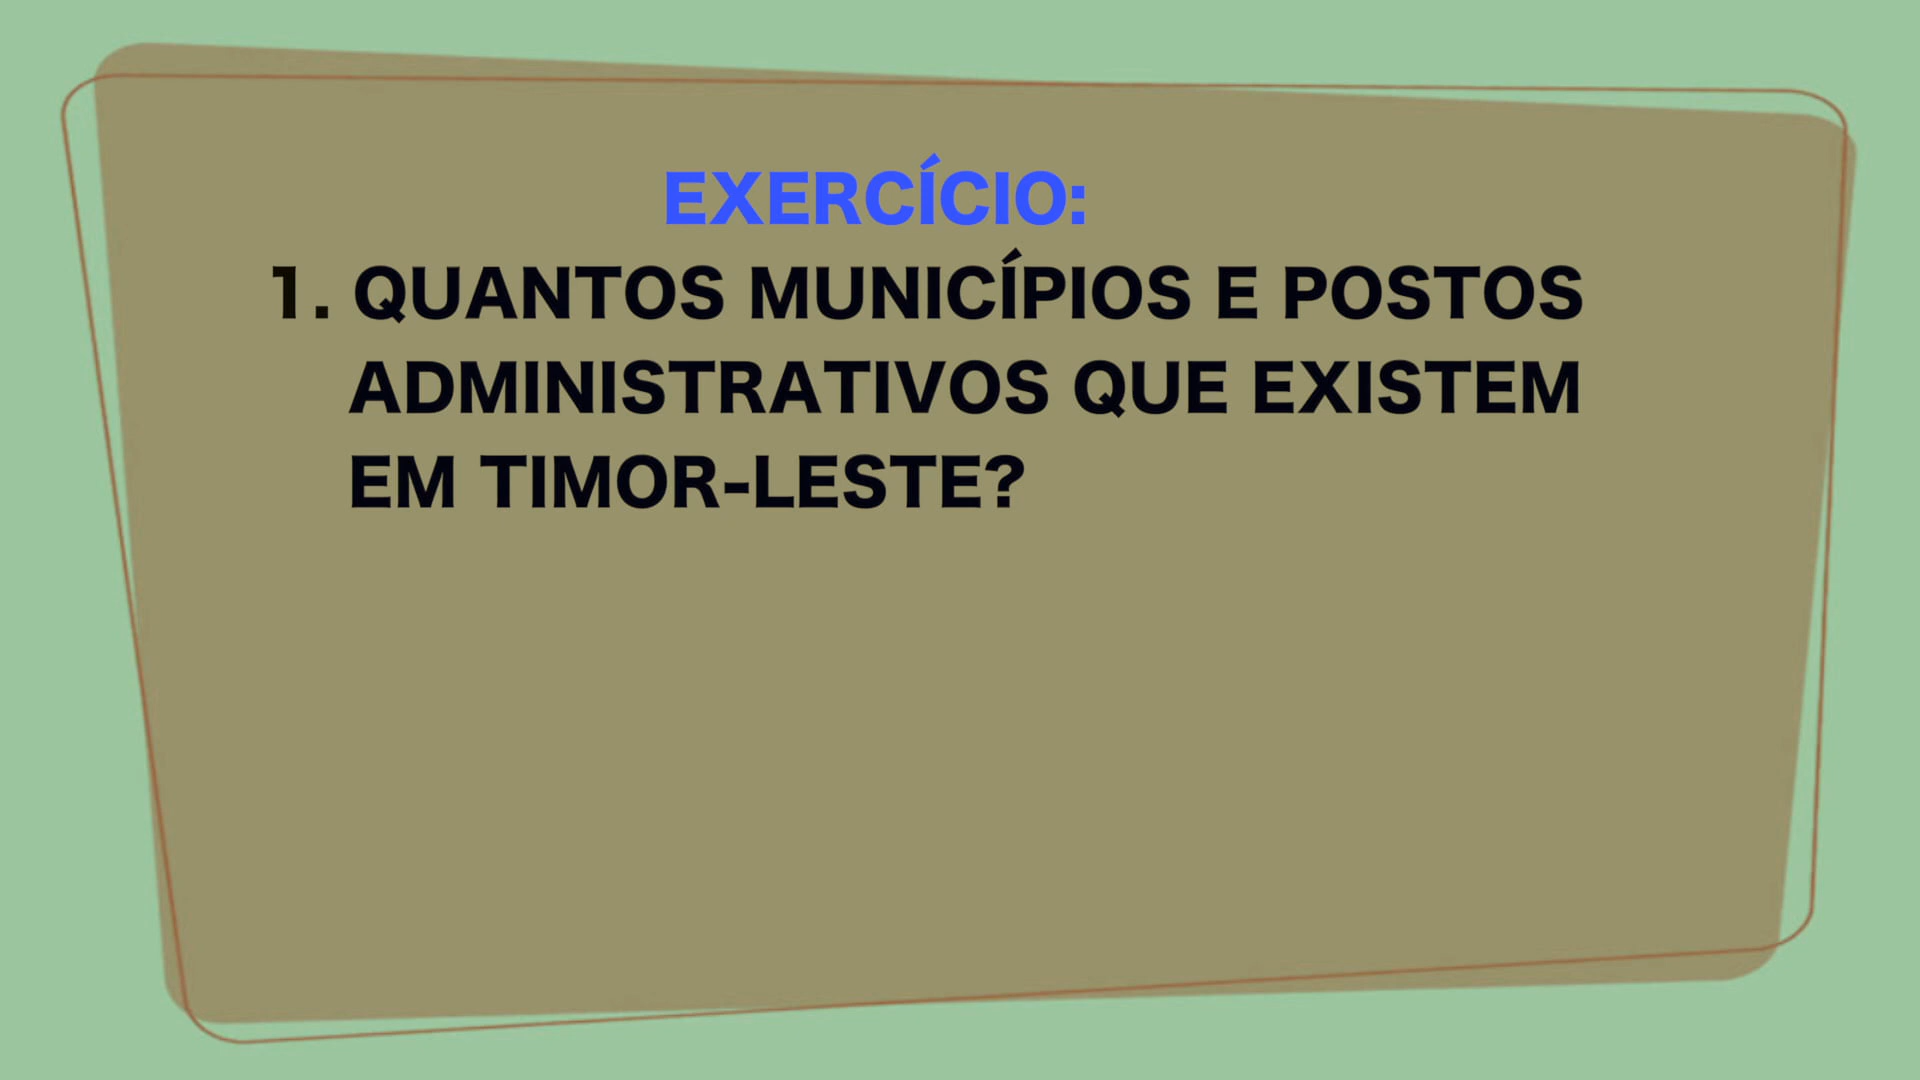 EXERCÍCIO:
1. QUANTOS MUNICÍPIOS E POSTOS
ADMINISTRATIVOS QUE EXISTEM
EM TIMOR-LESTE?